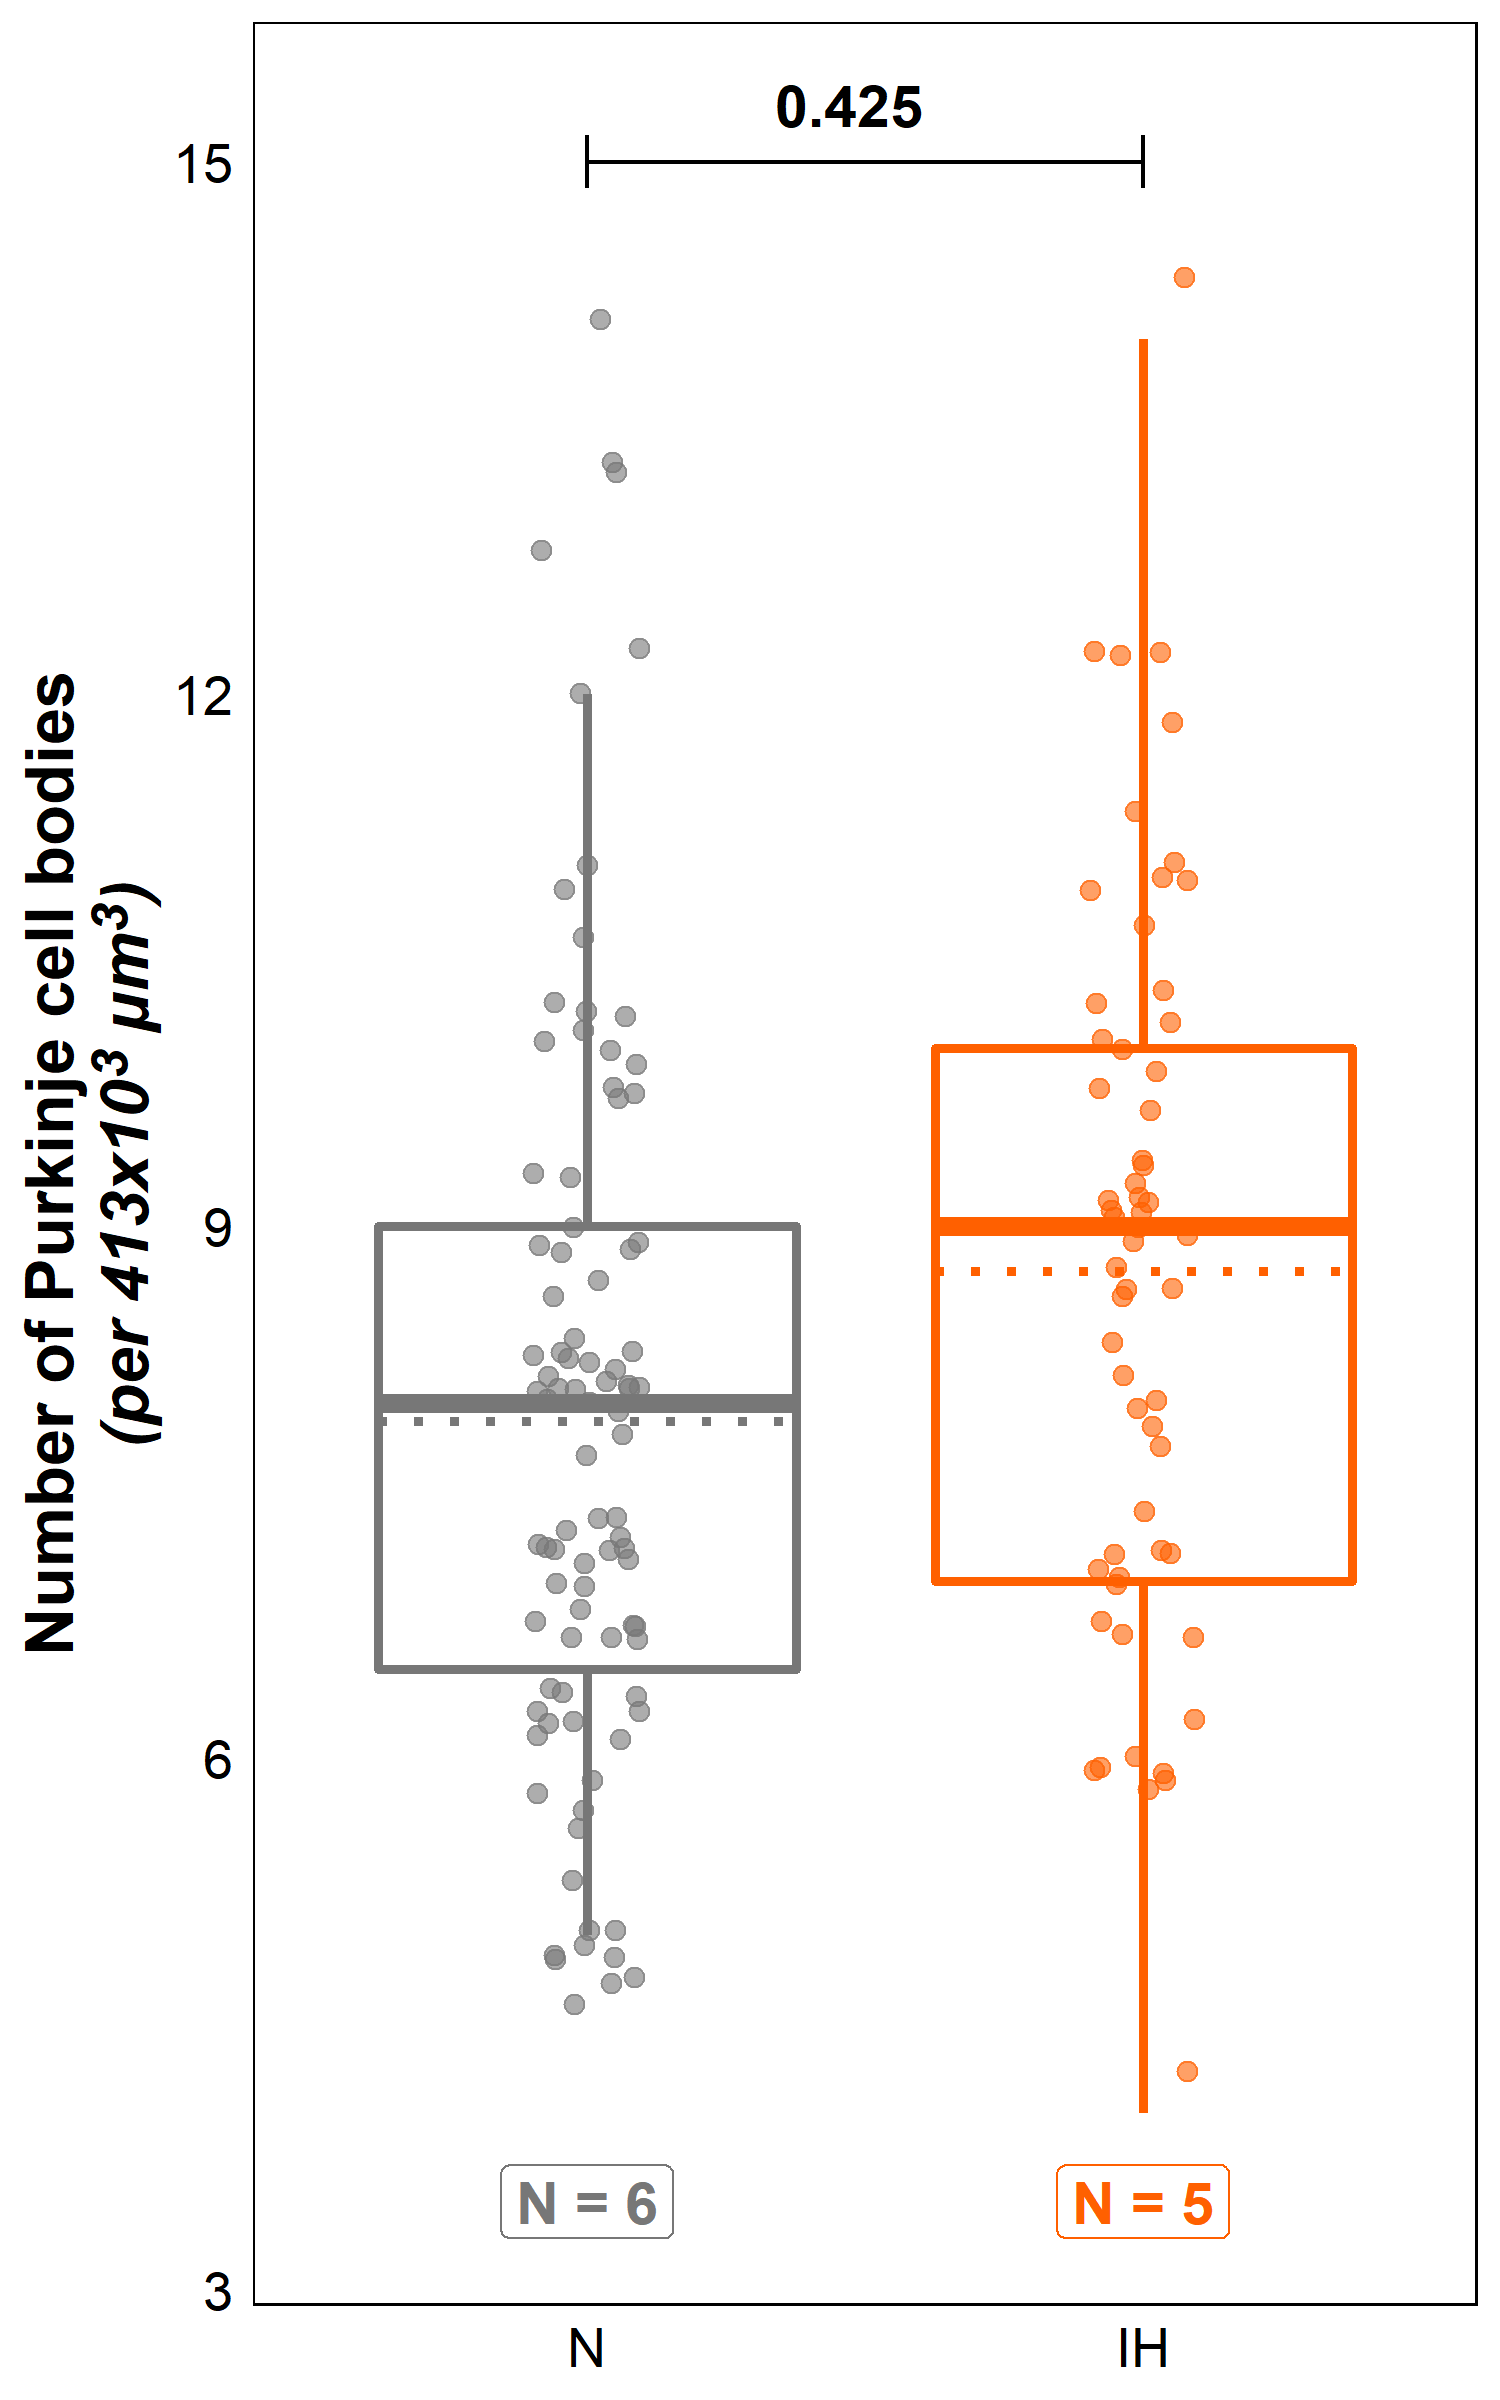 0.425
15
12
9
6
3
Number of Purkinje cell bodies
(per 413x10³ µm³)
N = 6
N = 5
N
IH